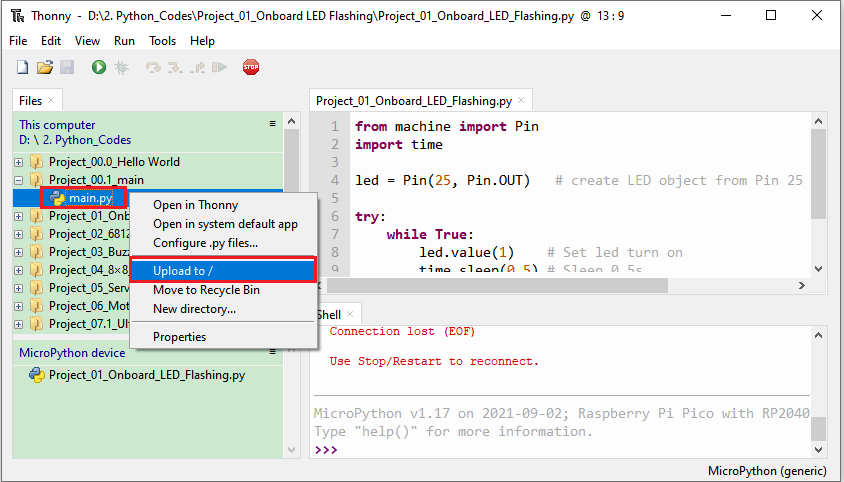 Thonny - D:\2. Python_Codes\Project_01_Onboard LED Flashing\Project_01_Onboard_LED_Flashing.py @ 13 : 9
File Edit View Run Tools Help
STOP
Files
This computer
D: \ 2. Python_Codes
Project_00.0_Hello World
Project_00.1_main
main.py
Project_01_Onb
Project_02_6812
Project_03_Buzz
Project_04_8×8_
Project_05_Serv
Project_06_Mot
Project_07.1_Ul
Open in Thonny
Open in system default app
Configure .py files...
Upload to /
Move to Recycle Bin
New directory...
Properties
MicroPython device
Project_01_Onboard_LED_Flashing.py
Project_01_Onboard_LED_Flashing.py
1 from machine import Pin
2 import time
3
4 led = Pin(25, Pin.OUT) # create LED object from Pin 25
5
6 try:
7 while True:
8 led.value(1) # Set led turn on
9 time.sleep(0.5) # Sleep 0.5s
Shell
Connection lost (EOF)
Use Stop/Restart to reconnect.
MicroPython v1.17 on 2021-09-02; Raspberry Pi Pico with RP2040
Type "help()" for more information.
>>>
MicroPython (generic)